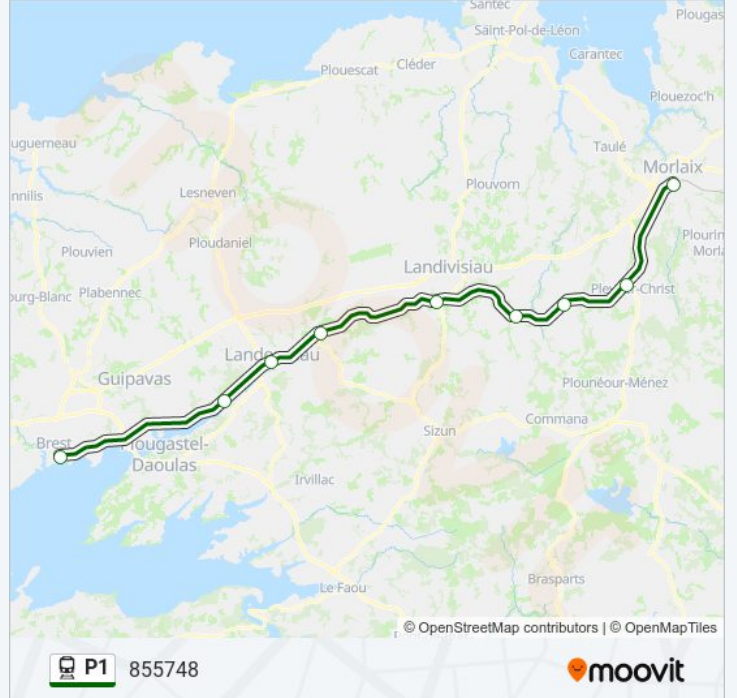 Santec
Saint-Pol-de-Léon
Plougas
Carantec
Plouescat
Cléder
Plouezoc'h
uguerneau
Taulé
Morlaix
nnilis
Lesneven
Plouvorn
Ploudaniel
Plourin
Morla
Plouvien
Landivisiau
ourg-Blanc
Plabennec
Guipavas
Plounéour-Ménez
Commana
Brest
Sizun
Daoulas
Irvillac
Brasparts
Le Faou
© OpenStreetMap contributors | © OpenMapTiles
P1 855748
moovit